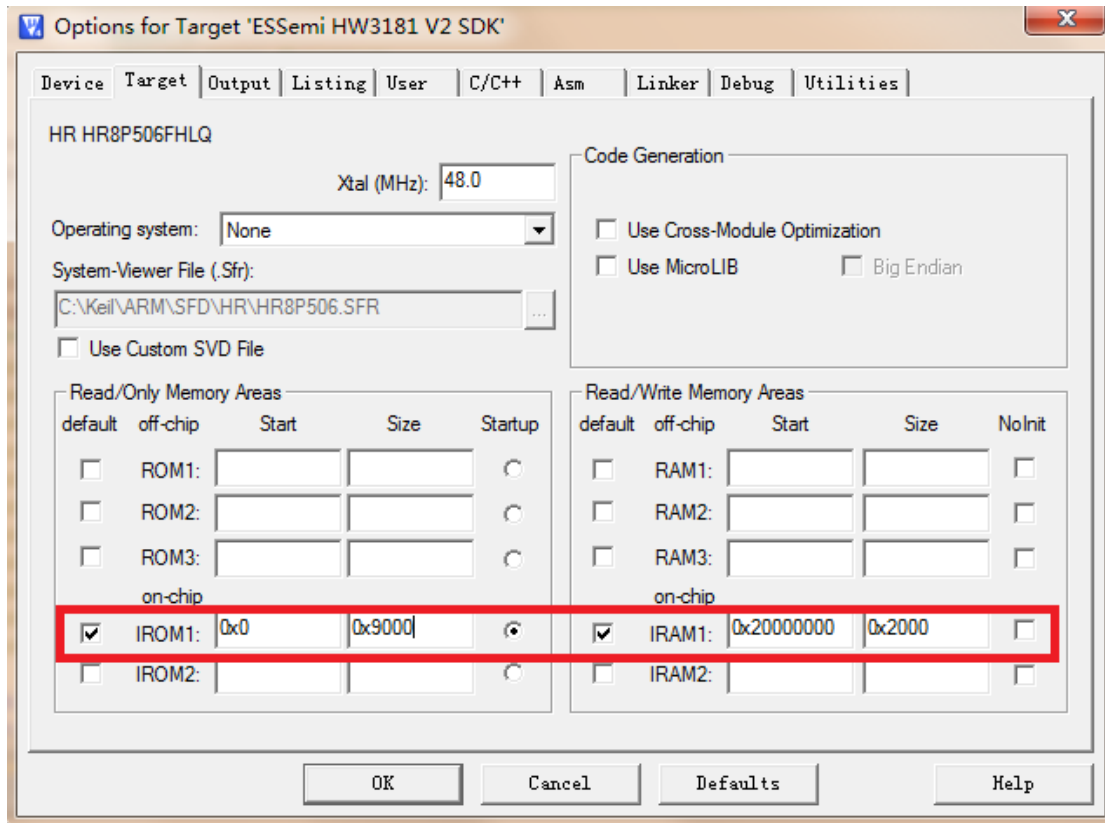 Options for Target 'ESSemi HW3181 V2 SDK'
Device Target Output Listing User C/C++ Asm Linker Debug Utilities
HR HR8P506FHLQ
Xtal (MHz): 48.0
Operating system: None
System-Viewer File (.Sfr):
C:\Keil\ARM\SFD\HR\HR8P506.SFR ...
Use Custom SVD File
Code Generation
Use Cross-Module Optimization
Use MicroLIB Big Endian
Read/Only Memory Areas
default off-chip Start Size Startup
ROM1:
ROM2:
ROM3:
on-chip
IROM1: 0x0 0x9000
IROM2:
Read/Write Memory Areas
default off-chip Start Size NoInit
RAM1:
RAM2:
RAM3:
on-chip
IRAM1: 0x20000000 0x2000
IRAM2:
OK Cancel Defaults Help